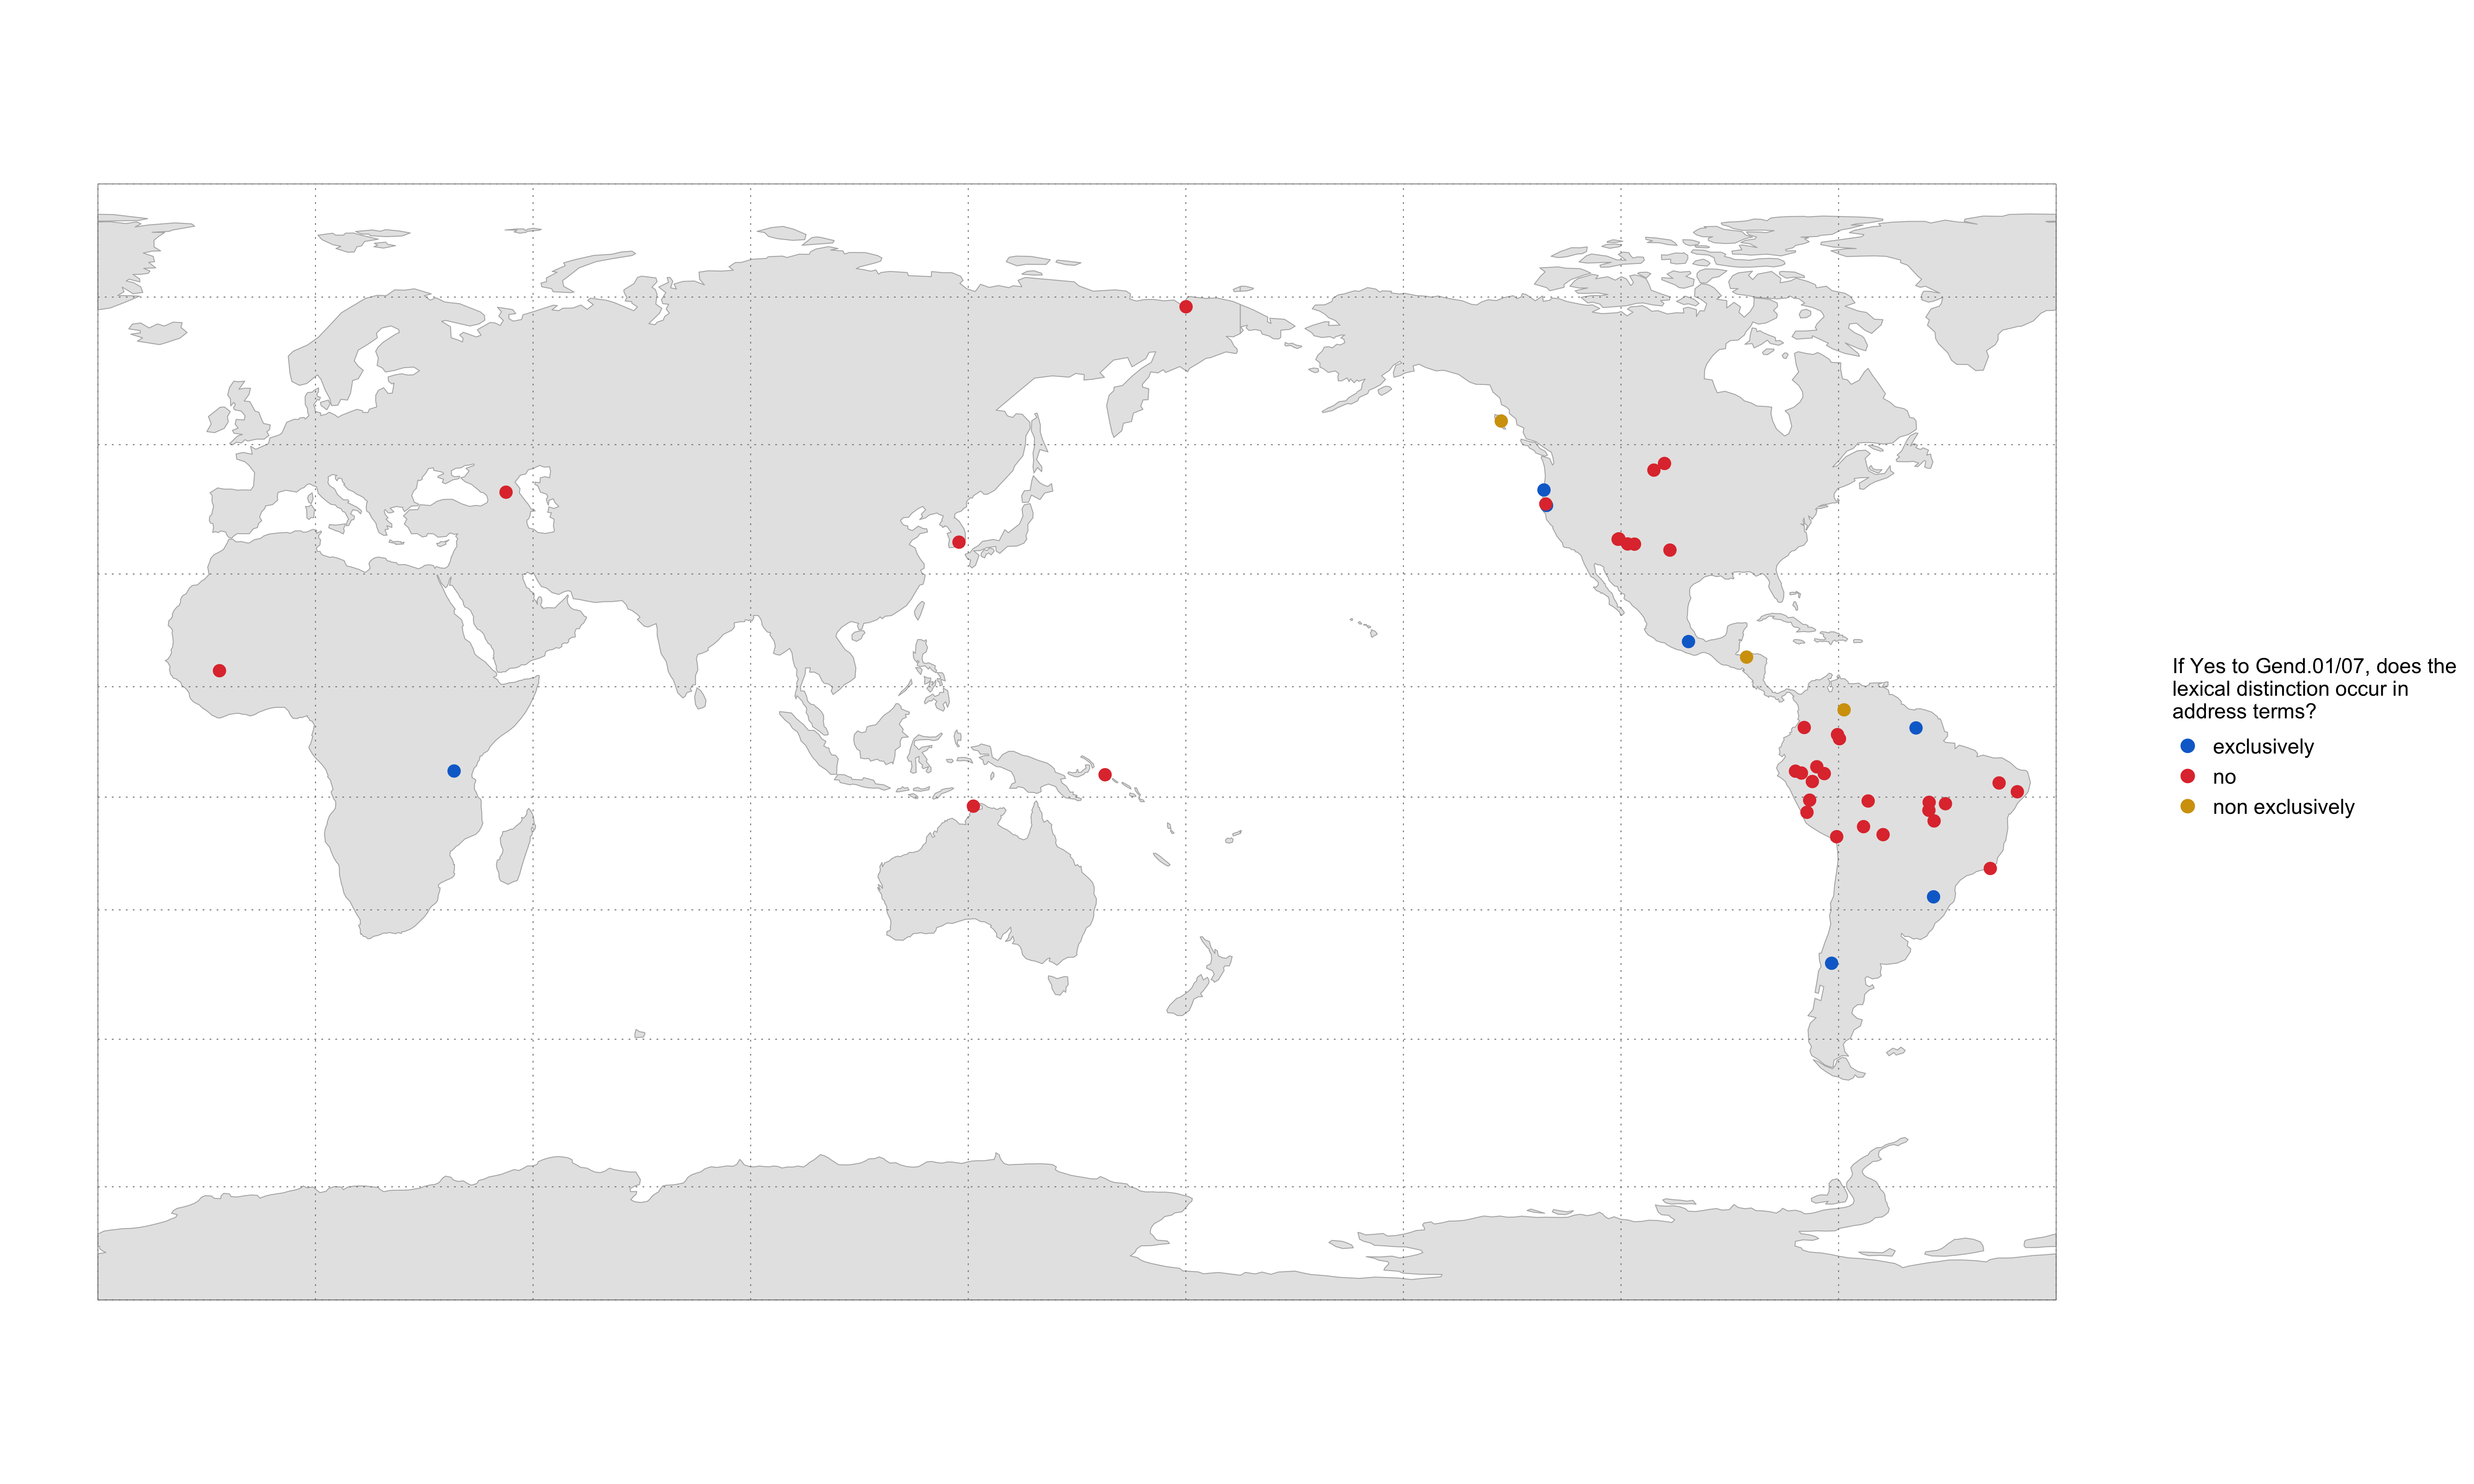 If Yes to Gend.01/07, does the
lexical distinction occur in
address terms?
exclusively
no
non exclusively